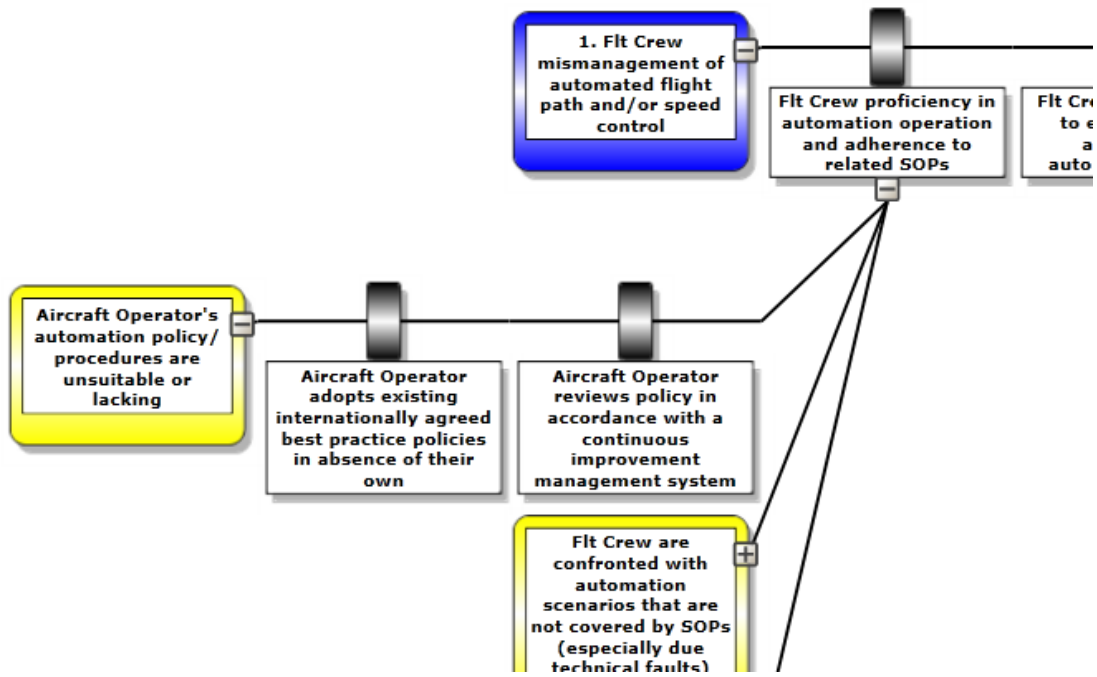 1. Flt Crew
mismanagement of
automated flight
path and/or speed
control
Flt Crew proficiency in
automation operation
and adherence to
related SOPs
Flt
to
Aircraft Operator's
automation policy/
procedures are
unsuitable or
lacking
Aircraft Operator
adopts existing
internationally agreed
best practice policies
in absence of their
own
Aircraft Operator
reviews policy in
accordance with a
continuous
improvement
management system
Flt Crew are
confronted with
automation
scenarios that are
not covered by SOPs
(especially due
technical faults)